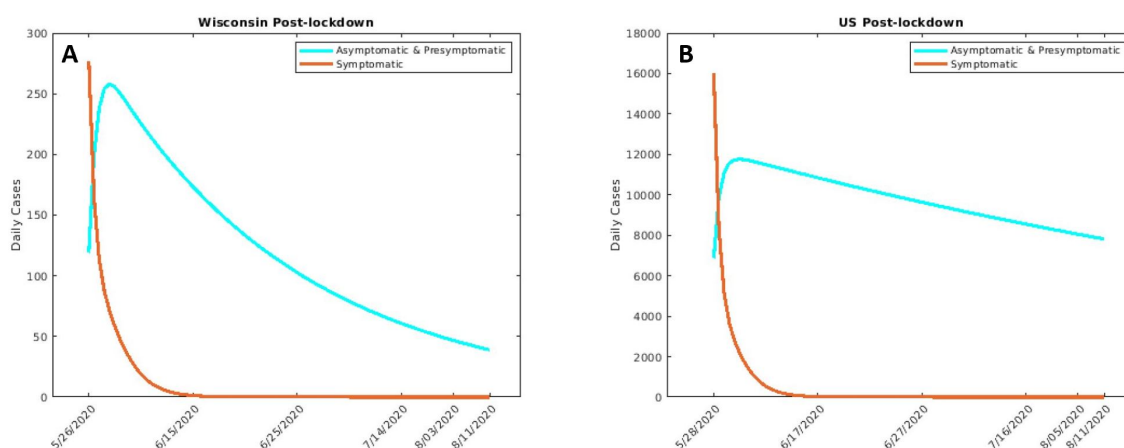 Wisconsin Post-lockdown
A
Asymptomatic & Presymptomatic
Symptomatic
Daily Cases
300
250
200
150
100
50
0
5/26/2020
6/15/2020
6/25/2020
7/14/2020
8/03/2020
8/11/2020
US Post-lockdown
B
Asymptomatic & Presymptomatic
Symptomatic
Daily Cases
18000
16000
14000
12000
10000
8000
6000
4000
2000
0
5/28/2020
6/17/2020
6/27/2020
7/16/2020
8/05/2020
8/11/2020